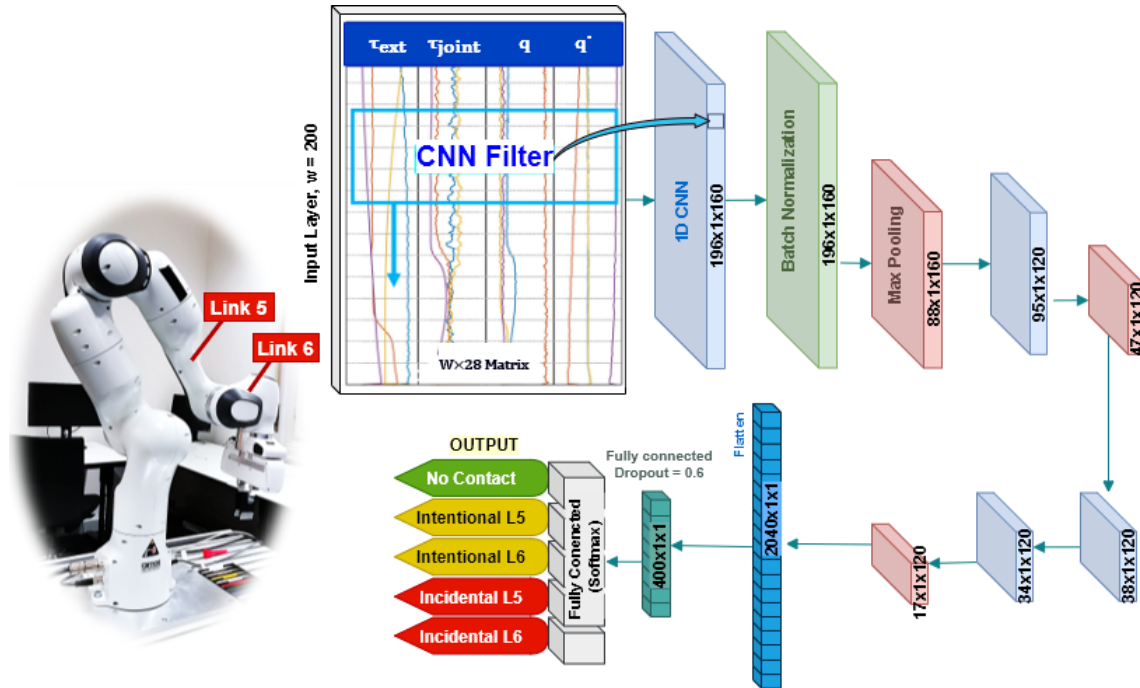 τext τjoint q q˙
Input Layer, w = 200
CNN Filter
W×28 Matrix
1D CNN
196x1x160
Batch Normalization
196x1x160
Max Pooling
88x1x160
95x1x120
47x1x120
Link 5
Link 6
38x1x120
34x1x120
17x1x120
Flatten
2040x1x1
Fully connected
Dropout = 0.6
400x1x1
Fully Conencted
(Softmax)
OUTPUT
No Contact
Intentional L5
Intentional L6
Incidental L5
Incidental L6